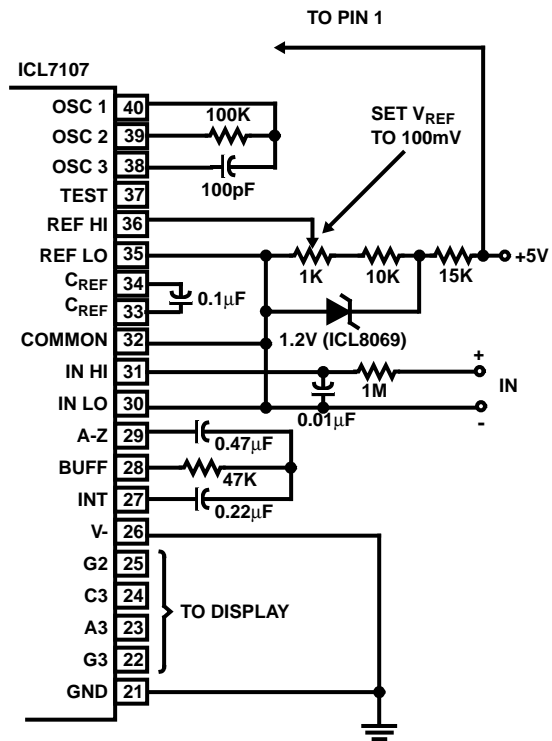 TO PIN 1
ICL7107
OSC 1 40
100K
OSC 2 39
SET VREF
TO 100mV
OSC 3 38
100pF
TEST 37
REF HI 36
REF LO 35
+5V
1K 10K 15K
CREF 34
0.1µF
CREF 33
1.2V (ICL8069)
COMMON 32
+
IN HI 31
1M
IN
IN LO 30
0.01µF
-
A-Z 29
0.47µF
BUFF 28
47K
INT 27
0.22µF
V- 26
G2 25
C3 24
TO DISPLAY
A3 23
G3 22
GND 21